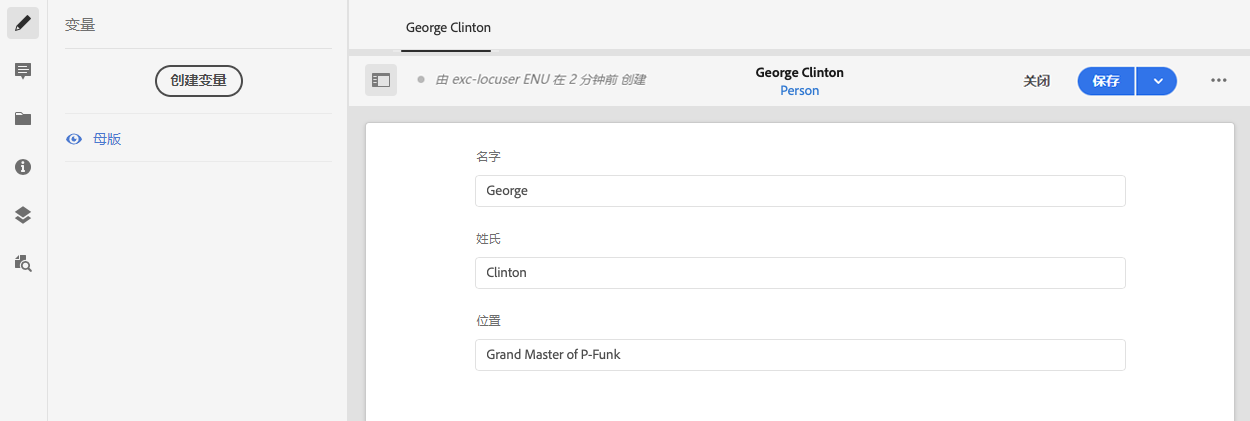 变量
创建变量
母版
George Clinton
由 exc-locuser ENU 在 2 分钟前 创建
George Clinton
Person
关闭
保存
名字
George
姓氏
Clinton
位置
Grand Master of P-Funk